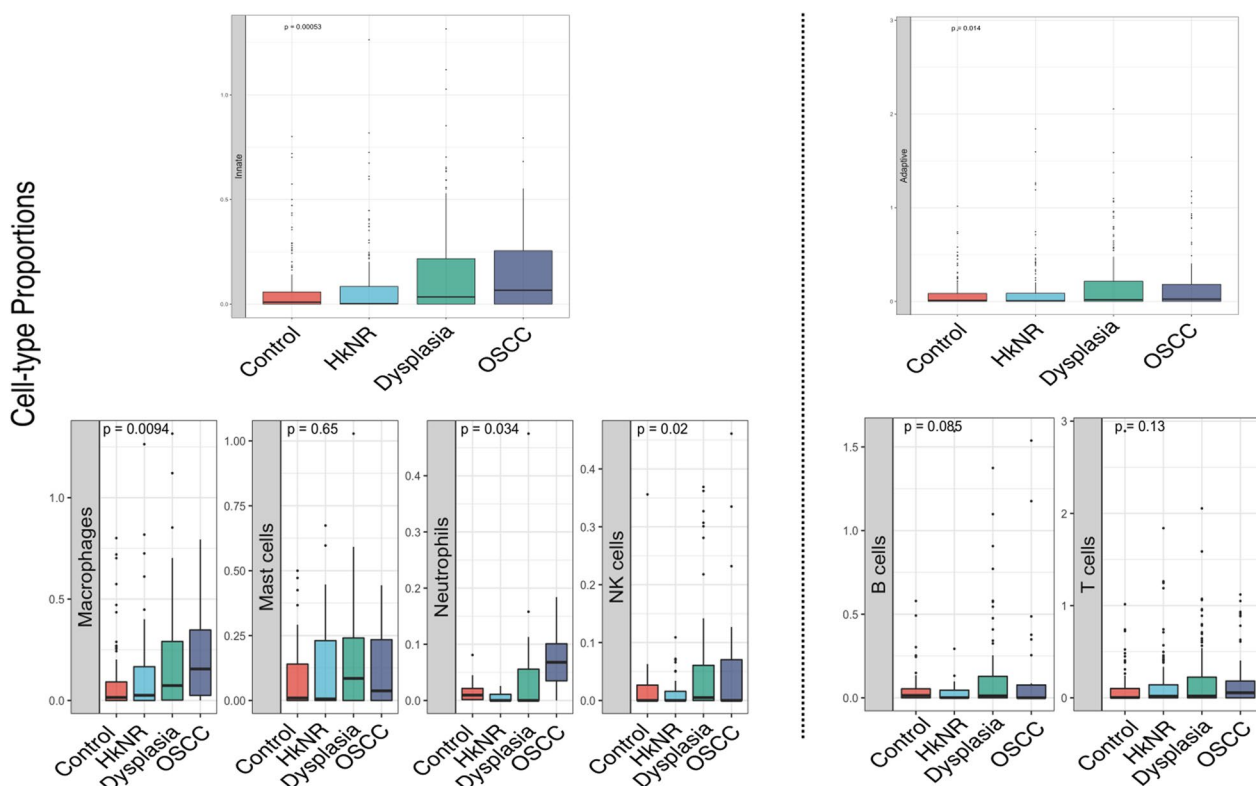 Cell-type Proportions
Innate
p = 0.00053
1.0
0.5
0.0
Control
HkNR
Dysplasia
OSCC
Adaptive
p = 0.014
3
2
1
0
Control
HkNR
Dysplasia
OSCC
Macrophages
p = 0.0094
1.0
0.5
0.0
Control
HkNR
Dysplasia
OSCC
Mast cells
p = 0.65
1.00
0.75
0.50
0.25
0.00
Control
HkNR
Dysplasia
OSCC
Neutrophils
p = 0.034
0.4
0.3
0.2
0.1
0.0
Control
HkNR
Dysplasia
OSCC
NK cells
p = 0.02
0.4
0.3
0.2
0.1
0.0
Control
HkNR
Dysplasia
OSCC
B cells
p = 0.085
1.5
1.0
0.5
0.0
Control
HkNR
Dysplasia
OSCC
T cells
p = 0.13
3
2
1
0
Control
HkNR
Dysplasia
OSCC